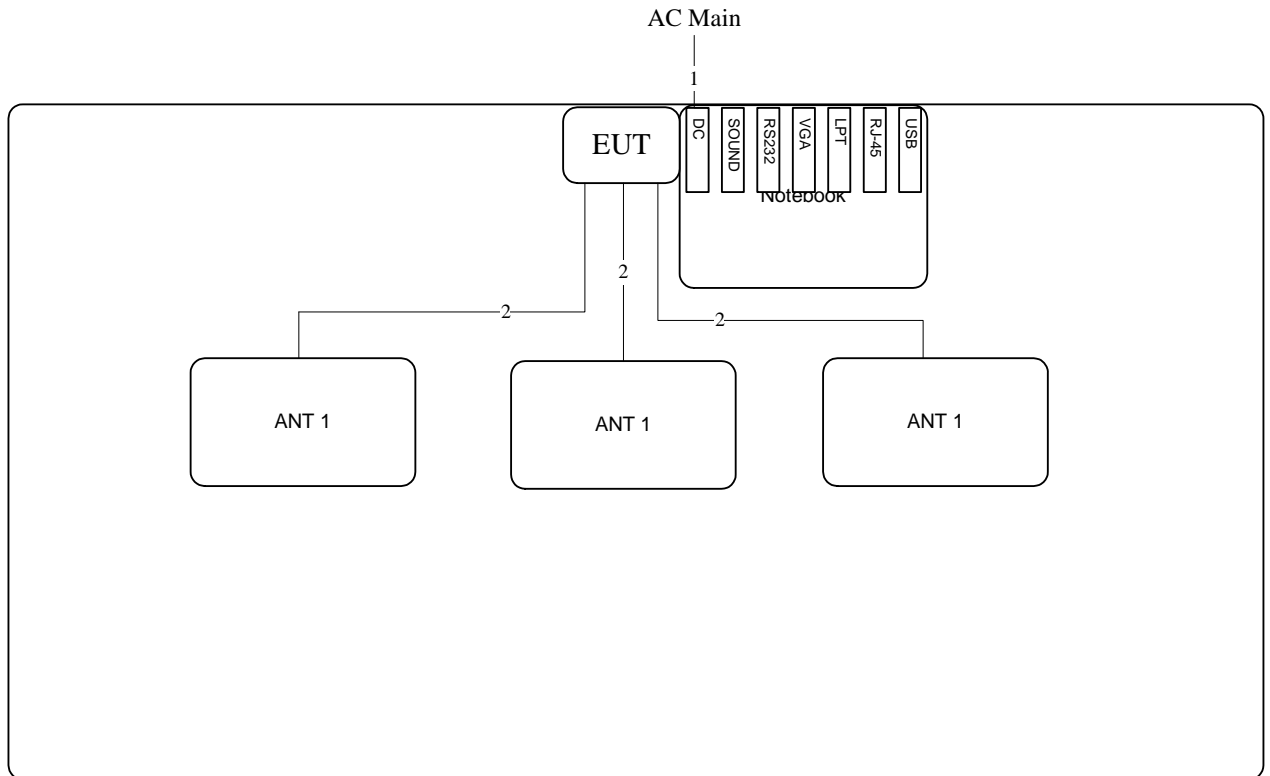 AC Main
1
EUT
DC
SOUND
RS232
VGA
LPT
RJ-45
USB
Notebook
2
2
2
ANT 1
ANT 1
ANT 1